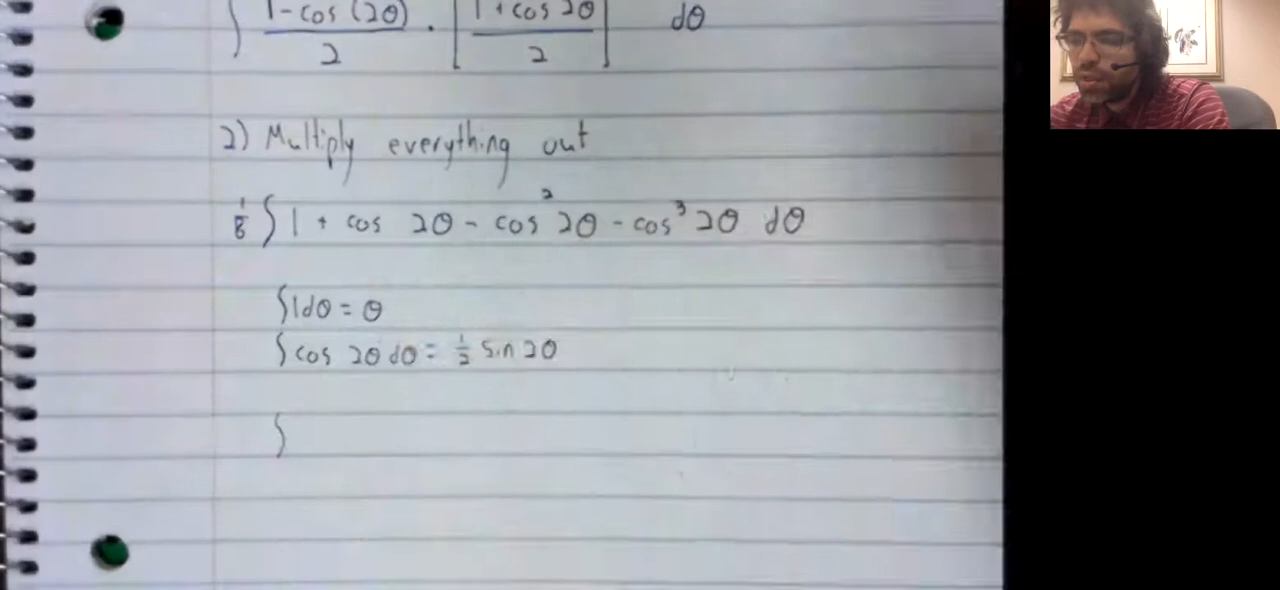 ∫ 1-cos(2θ)/2 · [1+cos 2θ/2] dθ
2) Multiply everything out
1/8 ∫ 1 + cos 2θ - cos² 2θ - cos³ 2θ dθ
∫1dθ = θ
∫cos 2θ dθ = 1/2 sin 2θ
∫